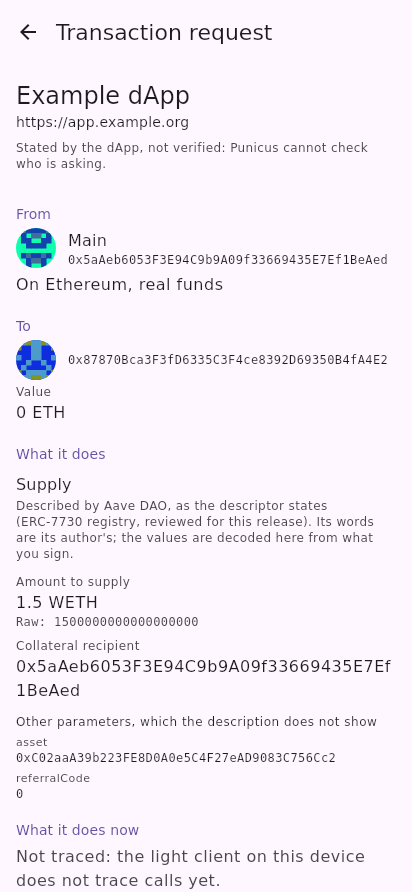 Transaction request
Example dApp
https://app.example.org
Stated by the dApp, not verified: Punicus cannot check
who is asking.
From
Main
0x5aAeb6053F3E94C9b9A09f33669435E7Ef1BeAed
On Ethereum, real funds
To
0x87870Bca3F3fD6335C3F4ce8392D69350B4fA4E2
Value
0 ETH
What it does
Supply
Described by Aave DAO, as the descriptor states
(ERC-7730 registry, reviewed for this release). Its words
are its author's; the values are decoded here from what
you sign.
Amount to supply
1.5 WETH
Raw: 1500000000000000000
Collateral recipient
0x5aAeb6053F3E94C9b9A09f33669435E7Ef
1BeAed
Other parameters, which the description does not show
asset
0xC02aaA39b223FE8D0A0e5C4F27eAD9083C756Cc2
referralCode
0
What it does now
Not traced: the light client on this device
does not trace calls yet.